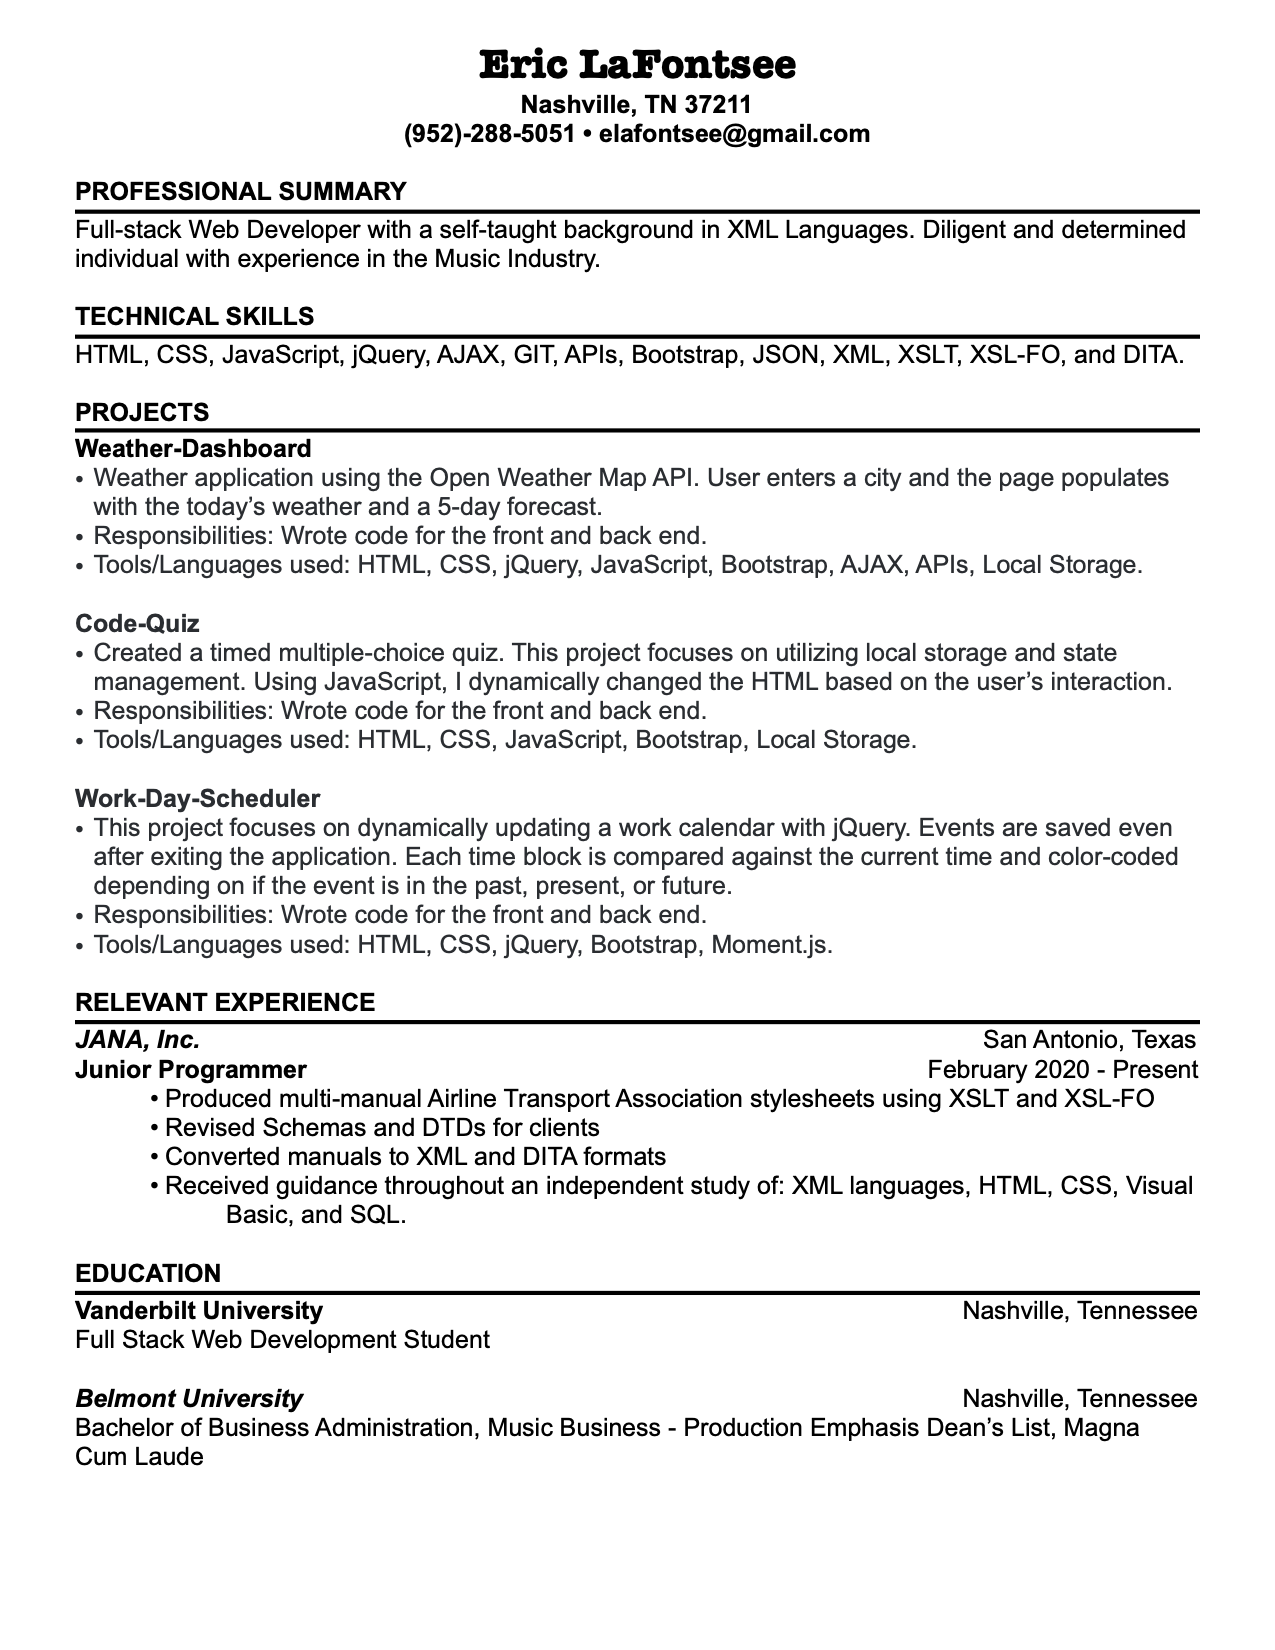 Eric LaFontsee
Nashville, TN 37211
(952)-288-5051 • elafontsee@gmail.com
PROFESSIONAL SUMMARY
Full-stack Web Developer with a self-taught background in XML Languages. Diligent and determined
individual with experience in the Music Industry.
TECHNICAL SKILLS
HTML, CSS, JavaScript, jQuery, AJAX, GIT, APIs, Bootstrap, JSON, XML, XSLT, XSL-FO, and DITA.
PROJECTS
Weather-Dashboard
• Weather application using the Open Weather Map API. User enters a city and the page populates
with the today’s weather and a 5-day forecast.
• Responsibilities: Wrote code for the front and back end.
• Tools/Languages used: HTML, CSS, jQuery, JavaScript, Bootstrap, AJAX, APIs, Local Storage.
Code-Quiz
• Created a timed multiple-choice quiz. This project focuses on utilizing local storage and state
management. Using JavaScript, I dynamically changed the HTML based on the user’s interaction.
• Responsibilities: Wrote code for the front and back end.
• Tools/Languages used: HTML, CSS, JavaScript, Bootstrap, Local Storage.
Work-Day-Scheduler
• This project focuses on dynamically updating a work calendar with jQuery. Events are saved even
after exiting the application. Each time block is compared against the current time and color-coded
depending on if the event is in the past, present, or future.
• Responsibilities: Wrote code for the front and back end.
• Tools/Languages used: HTML, CSS, jQuery, Bootstrap, Moment.js.
RELEVANT EXPERIENCE
JANA, Inc. San Antonio, Texas
Junior Programmer February 2020 - Present
• Produced multi-manual Airline Transport Association stylesheets using XSLT and XSL-FO
• Revised Schemas and DTDs for clients
• Converted manuals to XML and DITA formats
• Received guidance throughout an independent study of: XML languages, HTML, CSS, Visual
Basic, and SQL.
EDUCATION
Vanderbilt University Nashville, Tennessee
Full Stack Web Development Student
Belmont University Nashville, Tennessee
Bachelor of Business Administration, Music Business - Production Emphasis Dean’s List, Magna
Cum Laude